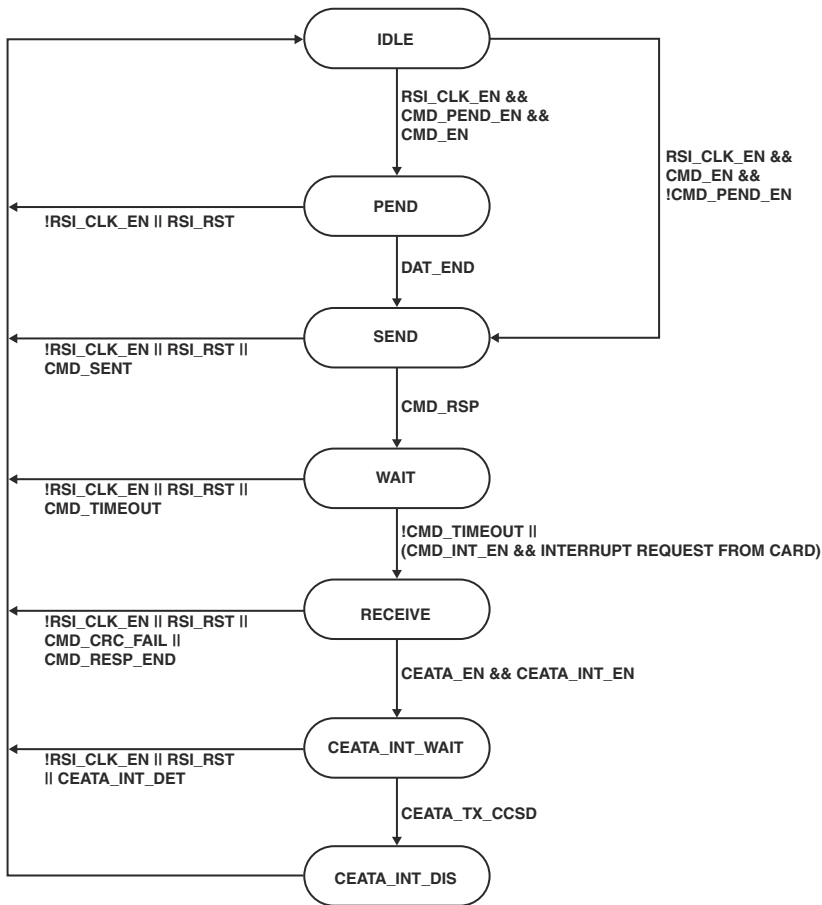 IDLE
RSI_CLK_EN &&
CMD_PEND_EN &&
CMD_EN
RSI_CLK_EN &&
CMD_EN &&
!CMD_PEND_EN
PEND
!RSI_CLK_EN || RSI_RST
DAT_END
SEND
!RSI_CLK_EN || RSI_RST ||
CMD_SENT
CMD_RSP
WAIT
!RSI_CLK_EN || RSI_RST ||
CMD_TIMEOUT
!CMD_TIMEOUT ||
(CMD_INT_EN && INTERRUPT REQUEST FROM CARD)
RECEIVE
!RSI_CLK_EN || RSI_RST ||
CMD_CRC_FAIL ||
CMD_RESP_END
CEATA_EN && CEATA_INT_EN
CEATA_INT_WAIT
!RSI_CLK_EN || RSI_RST
|| CEATA_INT_DET
CEATA_TX_CCSD
CEATA_INT_DIS